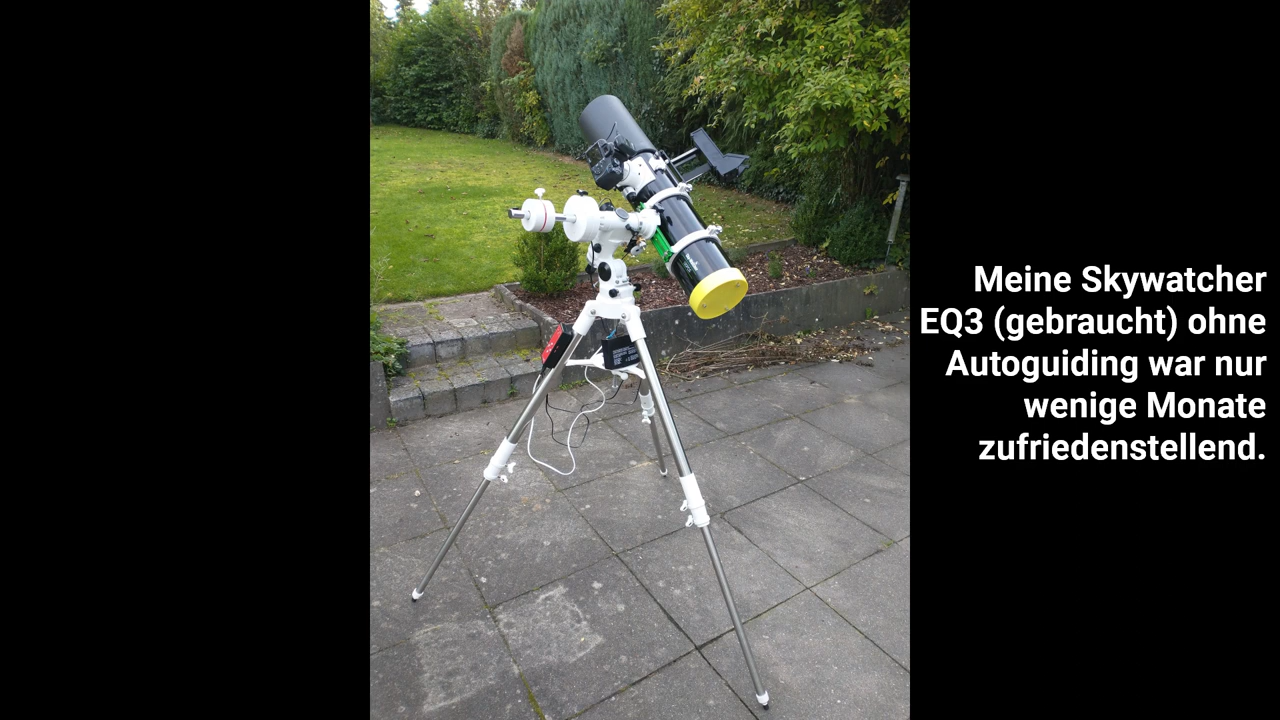 Meine Skywatcher
EQ3 (gebraucht) ohne
Autoguiding war nur
wenige Monate
zufriedenstellend.